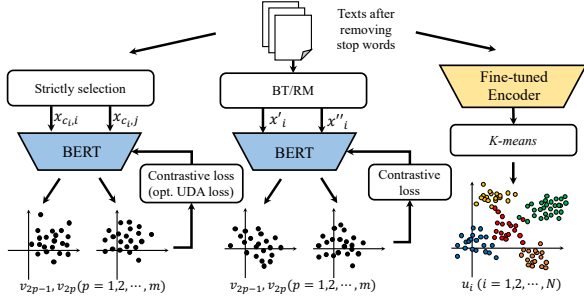 Texts after
removing
stop words
Strictly selection
BT/RM
Fine-tuned
Encoder
x_{c_i,i} x_{c_i,j}
x'_i x''_i
BERT
BERT
K-means
Contrastive loss
(opt. UDA loss)
Contrastive
loss
v_{2p−1}, v_{2p}(p = 1,2, ⋯, m)
v_{2p−1}, v_{2p}(p = 1,2, ⋯, m)
u_i (i = 1,2, ⋯, N)